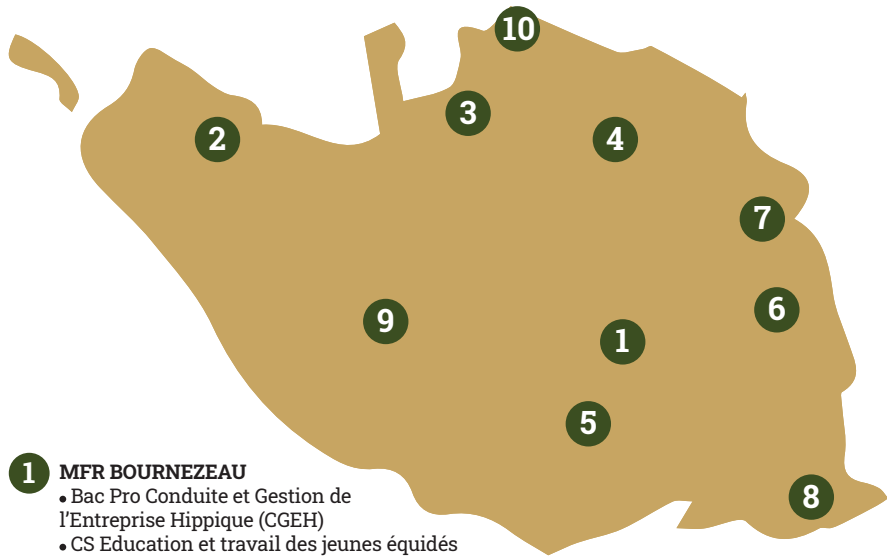 10
3
2
4
7
6
9
1
5
8
1 MFR BOURNEZEAU
• Bac Pro Conduite et Gestion de
l'Entreprise Hippique (CGEH)
• CS Education et travail des jeunes équidés